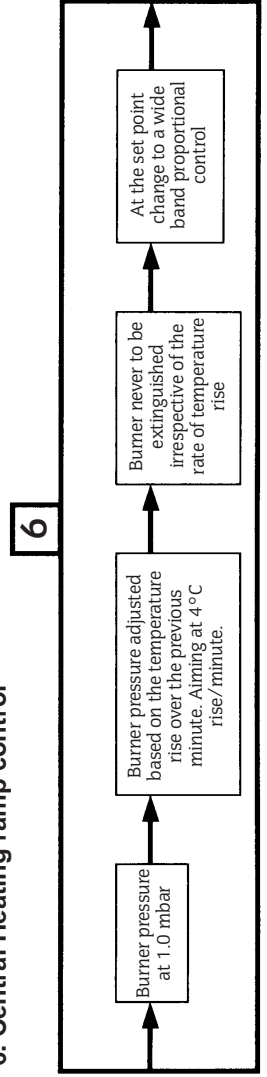 6. Central heating ramp control
6
Burner pressure
at 1.0 mbar
Burner pressure adjusted
based on the temperature
rise over the previous
minute. Aiming at 4°C
rise/minute.
Burner never to be
extinguished
irrespective of the
rate of temperature
rise
At the set point
change to a wide
band proportional
control